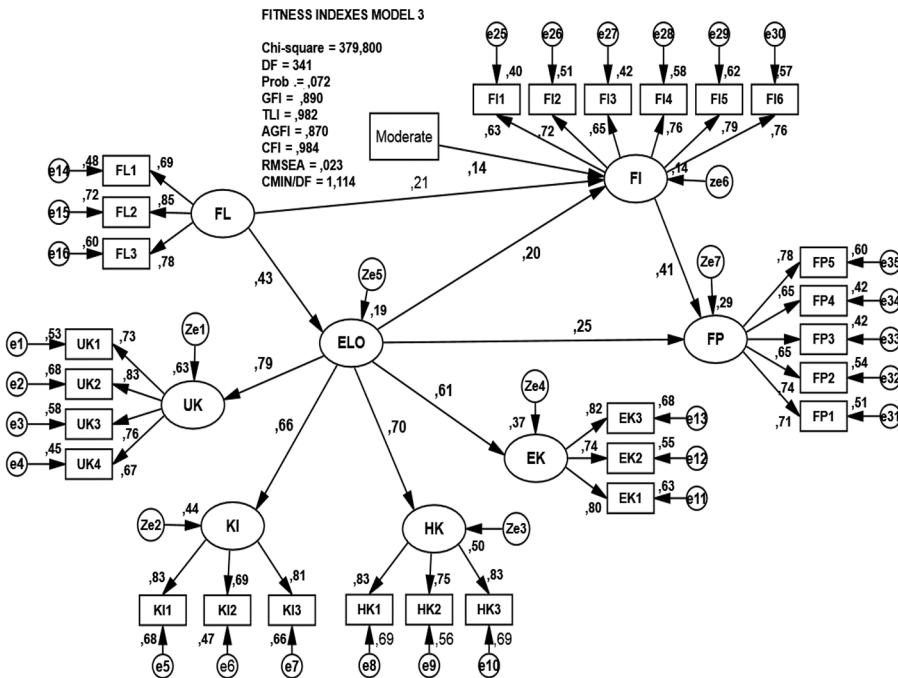 FITNESS INDEXES MODEL 3
Chi-square = 379,800
DF = 341
Prob .= ,072
GFI = ,890
TLI = ,982
AGFI = ,870
CFI = ,984
RMSEA = ,023
CMIN/DF = 1,114
e25 e26 e27 e28 e29 e30
,40 ,51 ,42 ,58 ,62 ,57
FI1 FI2 FI3 FI4 FI5 FI6
,63 ,72 ,65 ,76 ,79 ,76
Moderate
,14
FI
,14
ze6
e14 ,48 FL1 ,69
e15 ,72 FL2 ,85
e16 ,60 FL3 ,78
FL
,21
,43
,20
,41
Ze5
,19
ELO
,25
Ze7
,29
FP
,78 FP5 ,60 e35
,65 FP4 ,42 e34
,65 FP3 ,42 e33
,74 FP2 ,54 e32
,71 FP1 ,51 e31
e1 ,53 UK1 ,73
e2 ,68 UK2 ,83
e3 ,58 UK3 ,76
e4 ,45 UK4 ,67
Ze1
,63
UK
,79
,66
,70
,61
Ze4
,37
EK
,82 EK3 ,68 e13
,74 EK2 ,55 e12
,80 EK1 ,63 e11
Ze2 ,44 KI
HK ,50 Ze3
,83 ,69 ,81
,83 ,75 ,83
KI1 KI2 KI3
HK1 HK2 HK3
,68 ,47 ,66
,69 ,56 ,69
e5 e6 e7
e8 e9 e10